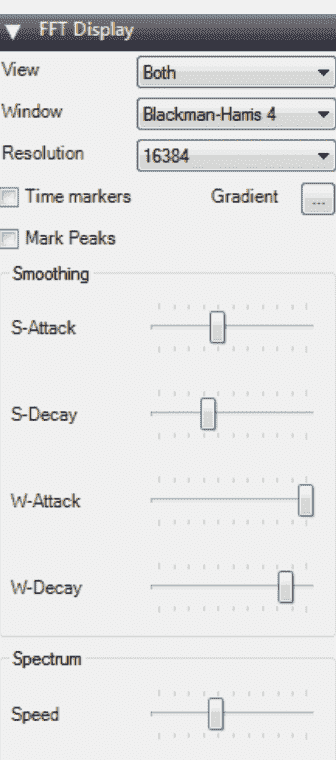 FFT Display
View Both
Window Blackman-Harris 4
Resolution 16384
Time markers Gradient ...
Mark Peaks
Smoothing
S-Attack
S-Decay
W-Attack
W-Decay
Spectrum
Speed